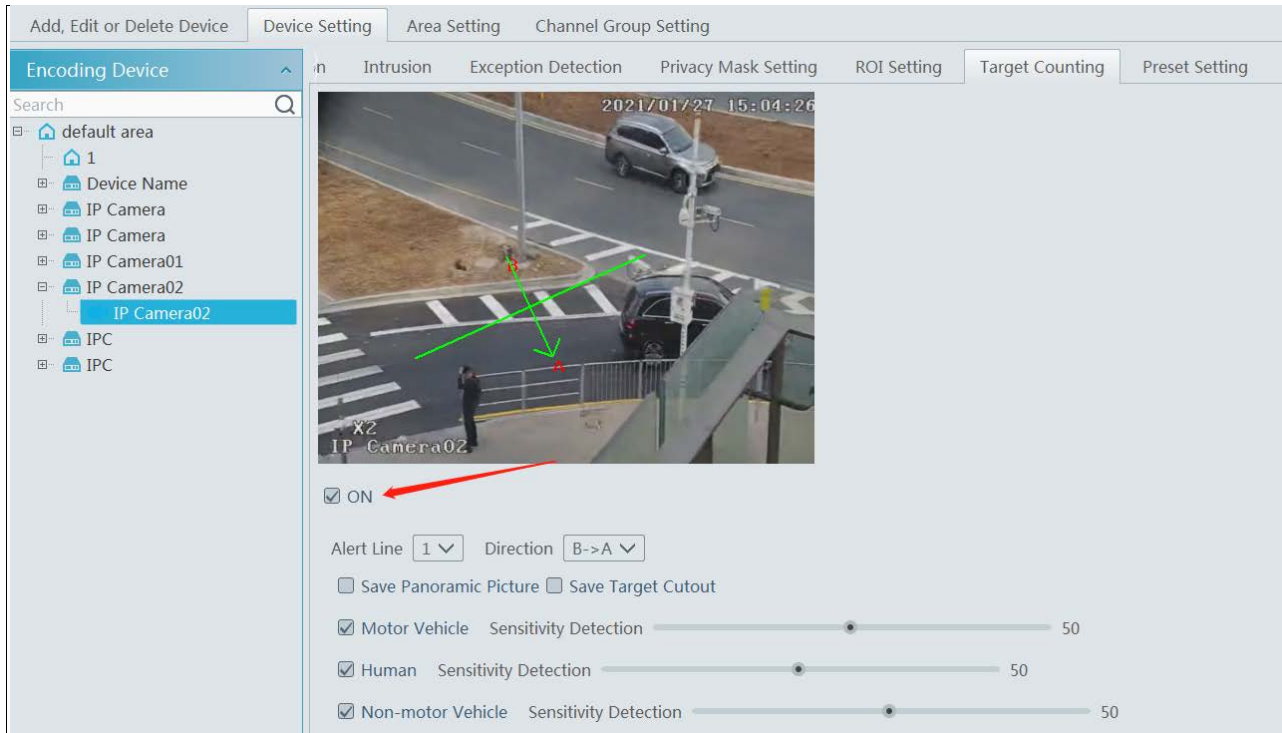 Add, Edit or Delete Device Device Setting Area Setting Channel Group Setting
Encoding Device
n Intrusion Exception Detection Privacy Mask Setting ROI Setting Target Counting Preset Setting
Search
default area
1
Device Name
IP Camera
IP Camera
IP Camera01
IP Camera02
IP Camera02
IPC
IPC
2021/01/27 15:04:26
B
A
X2
IP Camera02
ON
Alert Line 1 Direction B->A
Save Panoramic Picture Save Target Cutout
Motor Vehicle Sensitivity Detection 50
Human Sensitivity Detection 50
Non-motor Vehicle Sensitivity Detection 50